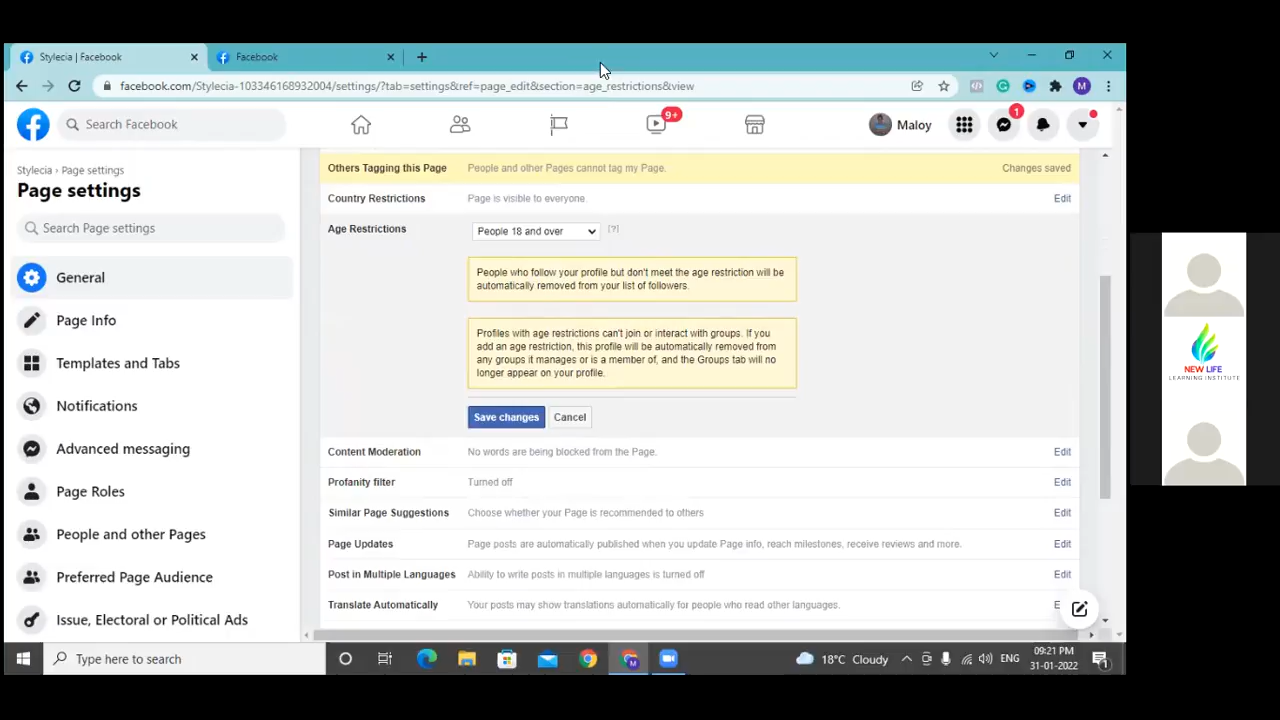 Stylecia | Facebook
Facebook
facebook.com/Stylecia-103346168932004/settings/?tab=settings&ref=page_edit&section=age_restrictions&view
Search Facebook
9+
Maloy
1
Stylecia › Page settings
Page settings
Search Page settings
General
Page Info
Templates and Tabs
Notifications
Advanced messaging
Page Roles
People and other Pages
Preferred Page Audience
Issue, Electoral or Political Ads
Others Tagging this Page People and other Pages cannot tag my Page. Changes saved
Country Restrictions Page is visible to everyone. Edit
Age Restrictions People 18 and over [?]
People who follow your profile but don't meet the age restriction will be
automatically removed from your list of followers.
Profiles with age restrictions can't join or interact with groups. If you
add an age restriction, this profile will be automatically removed from
any groups it manages or is a member of, and the Groups tab will no
longer appear on your profile.
Save changes Cancel
Content Moderation No words are being blocked from the Page. Edit
Profanity filter Turned off Edit
Similar Page Suggestions Choose whether your Page is recommended to others Edit
Page Updates Page posts are automatically published when you update Page info, reach milestones, receive reviews and more. Edit
Post in Multiple Languages Ability to write posts in multiple languages is turned off Edit
Translate Automatically Your posts may show translations automatically for people who read other languages.
NEW LIFE
LEARNING INSTITUTE
Type here to search
18°C Cloudy
ENG
09:21 PM
31-01-2022
1